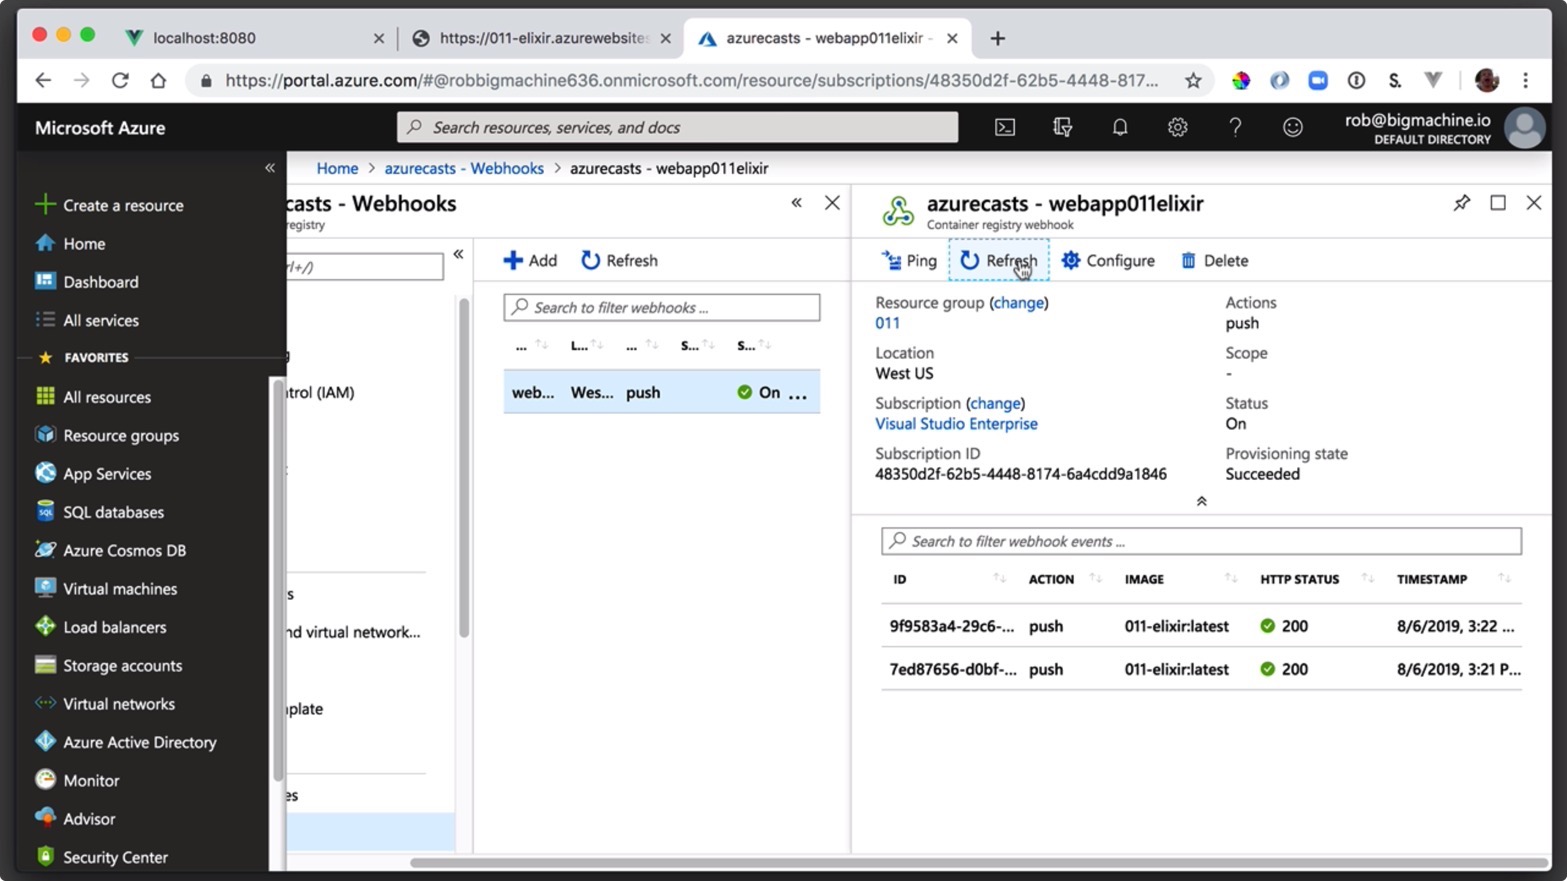 localhost:8080
https://011-elixir.azurewebsites
azurecasts - webapp011elixir -
https://portal.azure.com/#@robbigmachine636.onmicrosoft.com/resource/subscriptions/48350d2f-62b5-4448-817...
S.
Microsoft Azure
Search resources, services, and docs
rob@bigmachine.io
DEFAULT DIRECTORY
Create a resource
Home
Dashboard
All services
FAVORITES
All resources
Resource groups
App Services
SQL databases
Azure Cosmos DB
Virtual machines
Load balancers
Storage accounts
Virtual networks
Azure Active Directory
Monitor
Advisor
Security Center
Home > azurecasts - Webhooks > azurecasts - webapp011elixir
casts - Webhooks
egistry
rl+/)
ntrol (IAM)
s
nd virtual network...
plate
es
Add
Refresh
Search to filter webhooks ...
... L... ... S... S...
web... Wes... push On ...
azurecasts - webapp011elixir
Container registry webhook
Ping
Refresh
Configure
Delete
Resource group (change)
011
Location
West US
Subscription (change)
Visual Studio Enterprise
Subscription ID
48350d2f-62b5-4448-8174-6a4cdd9a1846
Actions
push
Scope
-
Status
On
Provisioning state
Succeeded
Search to filter webhook events ...
ID ACTION IMAGE HTTP STATUS TIMESTAMP
9f9583a4-29c6-... push 011-elixir:latest 200 8/6/2019, 3:22 ...
7ed87656-d0bf-... push 011-elixir:latest 200 8/6/2019, 3:21 P...